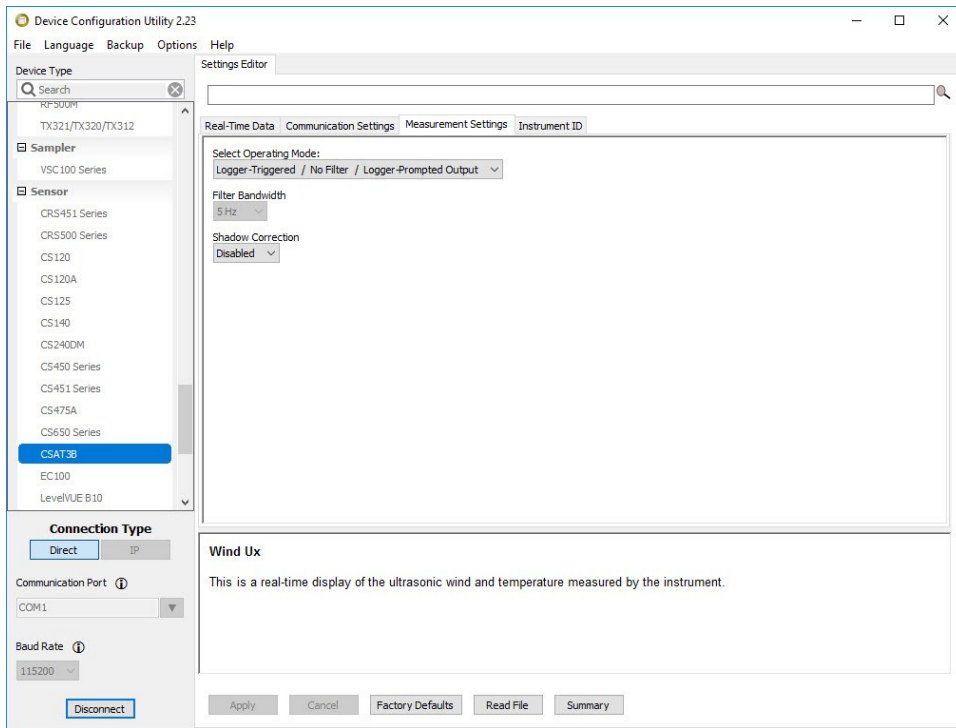 Device Configuration Utility 2.23
File Language Backup Options Help
Device Type
Search
RF500M
TX321/TX320/TX312
Sampler
VSC100 Series
Sensor
CRS451 Series
CRS500 Series
CS120
CS120A
CS125
CS140
CS240DM
CS450 Series
CS451 Series
CS475A
CS650 Series
CSAT3B
EC100
LevelVUE B10
Connection Type
Direct IP
Communication Port
COM1
Baud Rate
115200
Disconnect
Settings Editor
Real-Time Data Communication Settings Measurement Settings Instrument ID
Select Operating Mode:
Logger-Triggered / No Filter / Logger-Prompted Output
Filter Bandwidth
5 Hz
Shadow Correction
Disabled
Wind Ux
This is a real-time display of the ultrasonic wind and temperature measured by the instrument.
Apply Cancel Factory Defaults Read File Summary